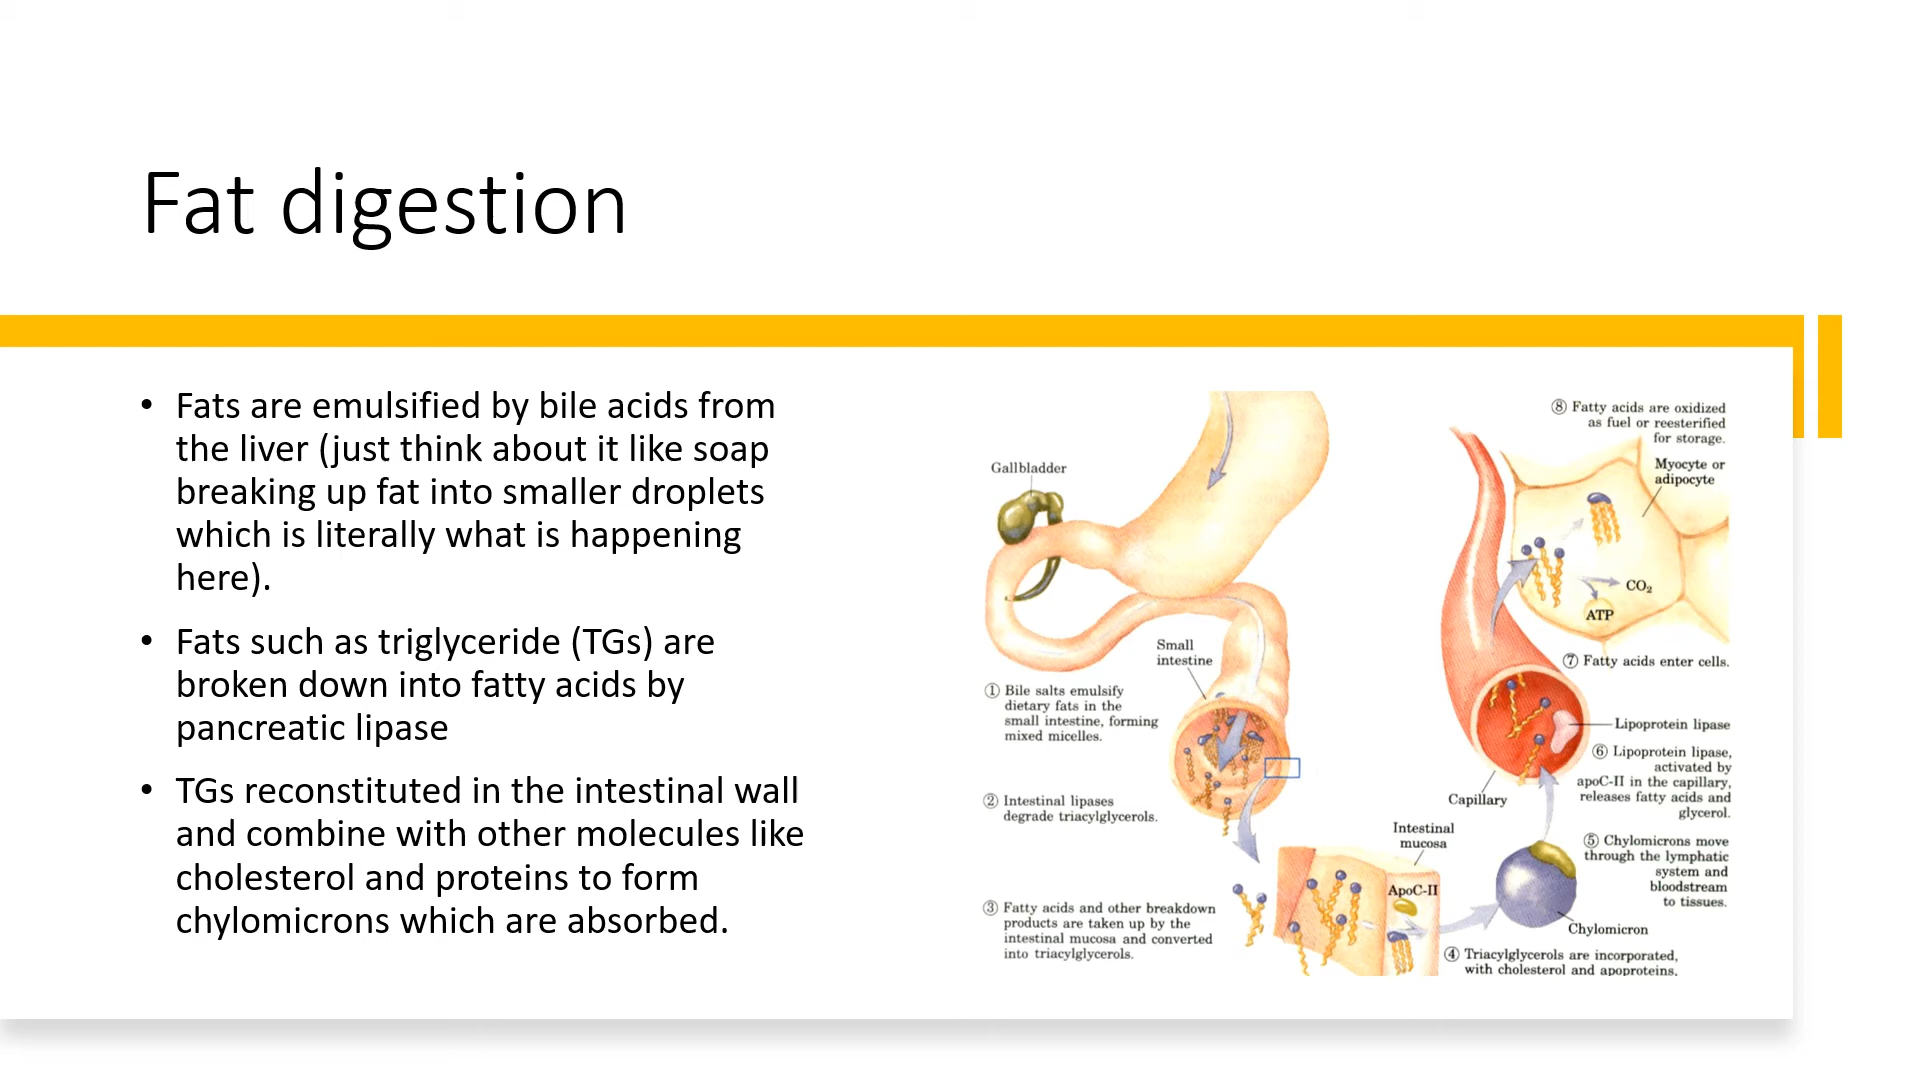 Fat digestion
• Fats are emulsified by bile acids from
the liver (just think about it like soap
breaking up fat into smaller droplets
which is literally what is happening
here).
• Fats such as triglyceride (TGs) are
broken down into fatty acids by
pancreatic lipase
• TGs reconstituted in the intestinal wall
and combine with other molecules like
cholesterol and proteins to form
chylomicrons which are absorbed.
Gallbladder
Small
intestine
① Bile salts emulsify
dietary fats in the
small intestine, forming
mixed micelles.
② Intestinal lipases
degrade triacylglycerols.
③ Fatty acids and other breakdown
products are taken up by the
intestinal mucosa and converted
into triacylglycerols.
⑧ Fatty acids are oxidized
as fuel or reesterified
for storage.
Myocyte or
adipocyte
CO₂
ATP
⑦ Fatty acids enter cells.
Lipoprotein lipase
⑥ Lipoprotein lipase,
activated by
apoC-II in the capillary,
releases fatty acids and
glycerol.
Capillary
Intestinal
mucosa
ApoC-II
⑤ Chylomicrons move
through the lymphatic
system and
bloodstream
to tissues.
Chylomicron
④ Triacylglycerols are incorporated,
with cholesterol and apoproteins,